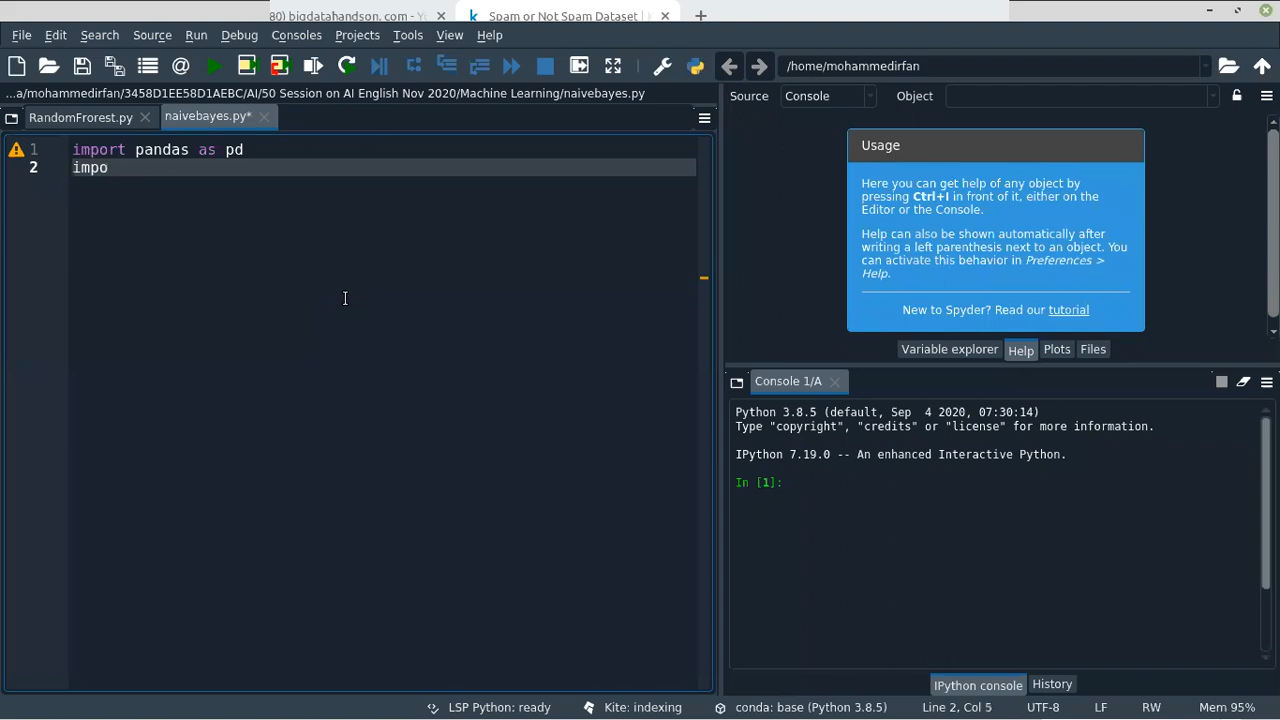 80) bigdatahandson.com - Yo
Spam or Not Spam Dataset |
File Edit Search Source Run Debug Consoles Projects Tools View Help
/home/mohammedirfan
...a/mohammedirfan/3458D1EE58D1AEBC/AI/50 Session on AI English Nov 2020/Machine Learning/naivebayes.py
Source Console Object
RandomFrorest.py naivebayes.py*
1 import pandas as pd
2 impo
Usage
Here you can get help of any object by
pressing Ctrl+I in front of it, either on the
Editor or the Console.
Help can also be shown automatically after
writing a left parenthesis next to an object. You
can activate this behavior in Preferences >
Help.
New to Spyder? Read our tutorial
Variable explorer Help Plots Files
Console 1/A
Python 3.8.5 (default, Sep  4 2020, 07:30:14)
Type "copyright", "credits" or "license" for more information.
IPython 7.19.0 -- An enhanced Interactive Python.
In [1]:
IPython console History
LSP Python: ready Kite: indexing conda: base (Python 3.8.5) Line 2, Col 5 UTF-8 LF RW Mem 95%